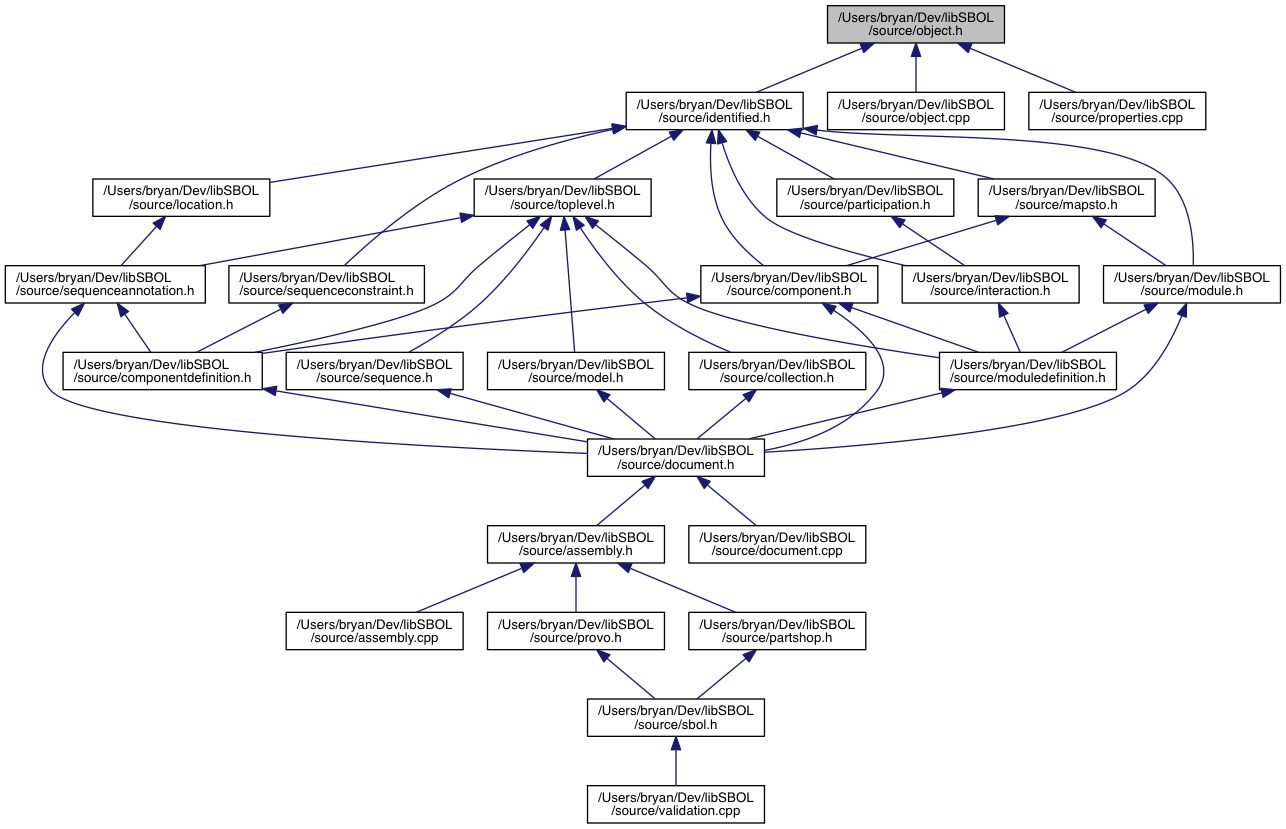 /Users/bryan/Dev/libSBOL
/source/object.h
/Users/bryan/Dev/libSBOL
/source/identified.h
/Users/bryan/Dev/libSBOL
/source/object.cpp
/Users/bryan/Dev/libSBOL
/source/properties.cpp
/Users/bryan/Dev/libSBOL
/source/location.h
/Users/bryan/Dev/libSBOL
/source/toplevel.h
/Users/bryan/Dev/libSBOL
/source/participation.h
/Users/bryan/Dev/libSBOL
/source/mapsto.h
/Users/bryan/Dev/libSBOL
/source/sequenceannotation.h
/Users/bryan/Dev/libSBOL
/source/sequenceconstraint.h
/Users/bryan/Dev/libSBOL
/source/component.h
/Users/bryan/Dev/libSBOL
/source/interaction.h
/Users/bryan/Dev/libSBOL
/source/module.h
/Users/bryan/Dev/libSBOL
/source/componentdefinition.h
/Users/bryan/Dev/libSBOL
/source/sequence.h
/Users/bryan/Dev/libSBOL
/source/model.h
/Users/bryan/Dev/libSBOL
/source/collection.h
/Users/bryan/Dev/libSBOL
/source/moduledefinition.h
/Users/bryan/Dev/libSBOL
/source/document.h
/Users/bryan/Dev/libSBOL
/source/assembly.h
/Users/bryan/Dev/libSBOL
/source/document.cpp
/Users/bryan/Dev/libSBOL
/source/assembly.cpp
/Users/bryan/Dev/libSBOL
/source/provo.h
/Users/bryan/Dev/libSBOL
/source/partshop.h
/Users/bryan/Dev/libSBOL
/source/sbol.h
/Users/bryan/Dev/libSBOL
/source/validation.cpp